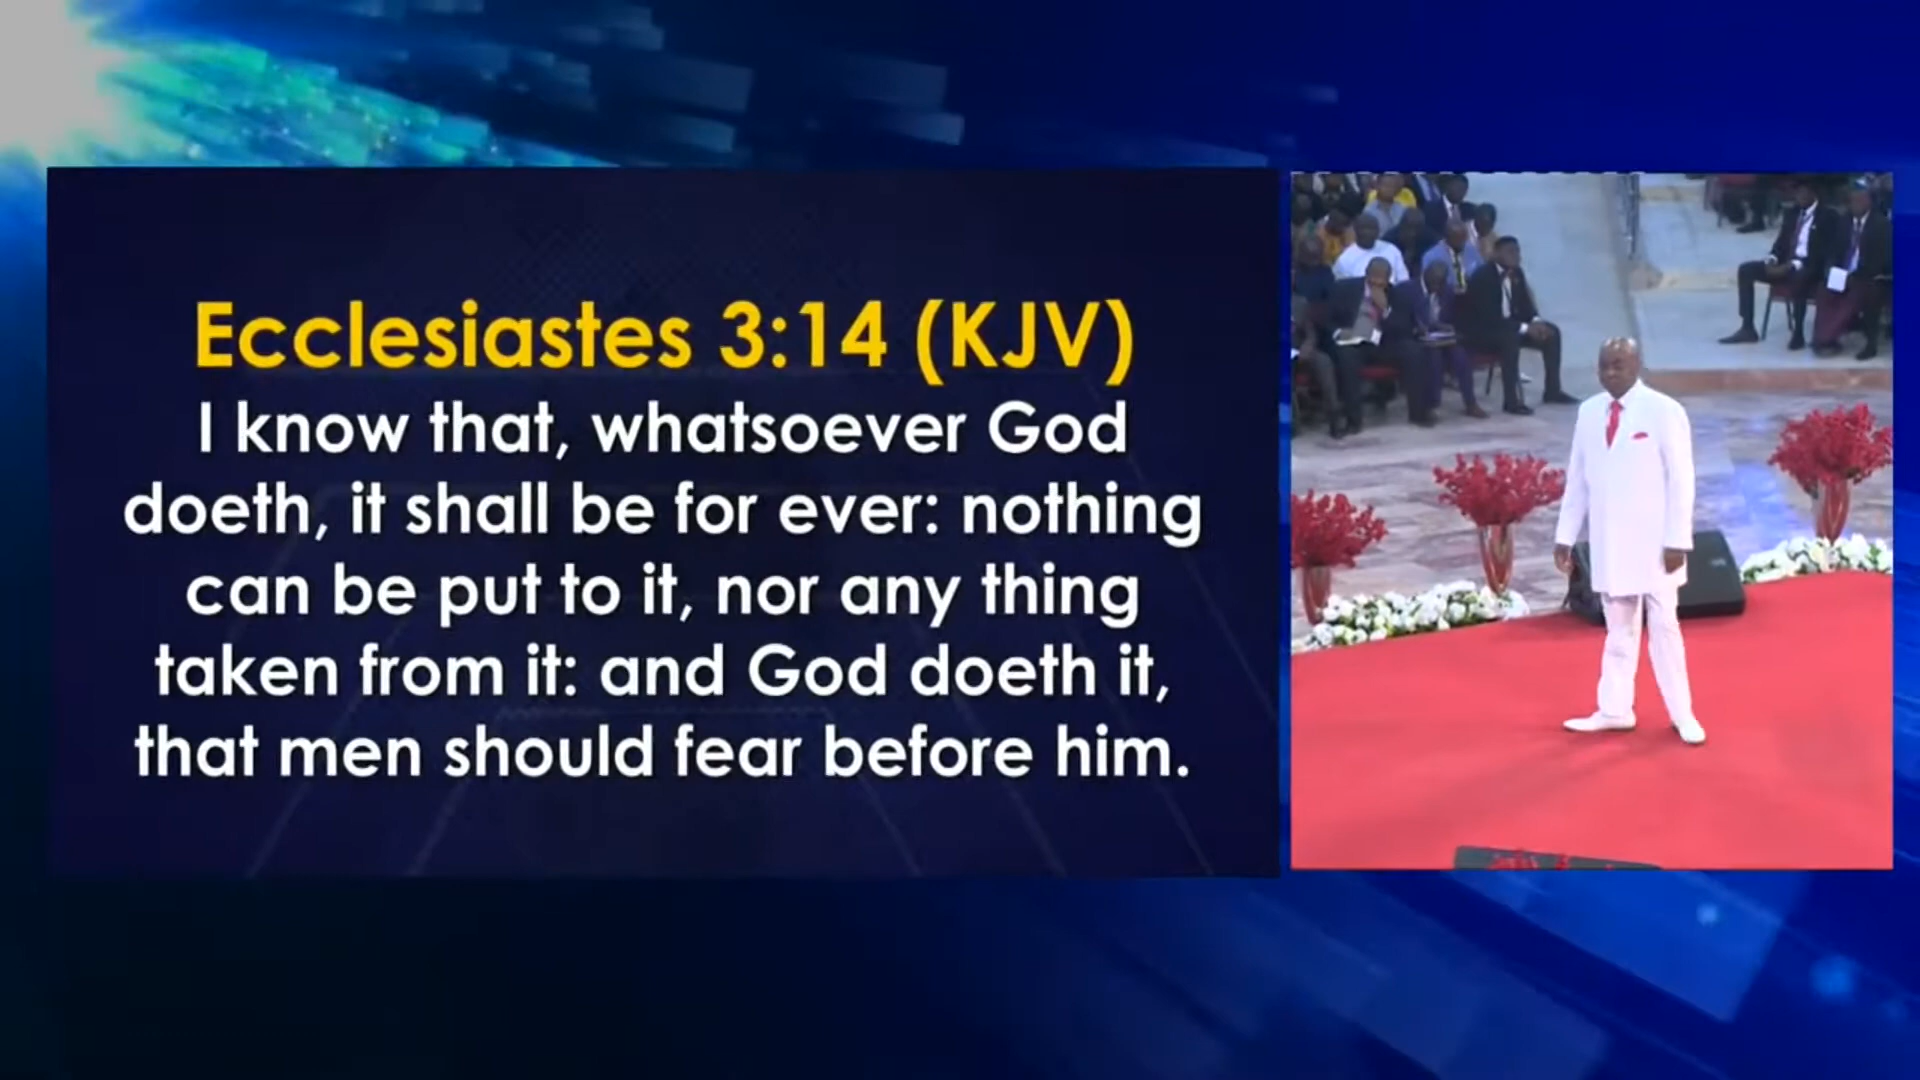 Ecclesiastes 3:14 (KJV)
I know that, whatsoever God
doeth, it shall be for ever: nothing
can be put to it, nor any thing
taken from it: and God doeth it,
that men should fear before him.